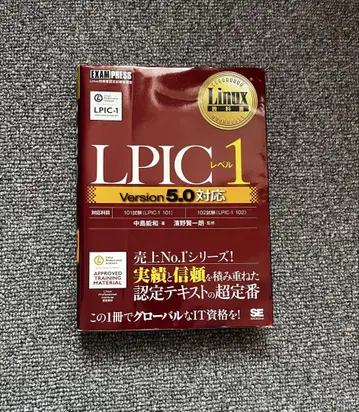 EXAMPRESS
Linux
教科書
LPIC-1
LPIC レベル 1
Version 5.0 対応
対応科目 101試験(LPIC-1 101) 102試験(LPIC-1 102)
中島能和 著 濱野賢一朗 監修
売上No.1シリーズ!
実績と信頼を積み重ねた
認定テキストの超定番
APPROVED
TRAINING
MATERIAL
この1冊でグローバルなIT資格を!
SE
SHOEISHA